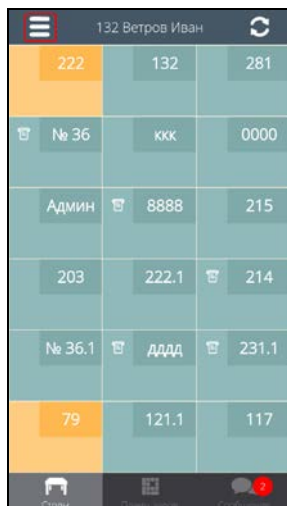 132 Ветров Иван
222 132 281
№ 36 ккк 0000
Админ 8888 215
203 222.1 214
№ 36.1 дддд 231.1
79 121.1 117
2
Столы